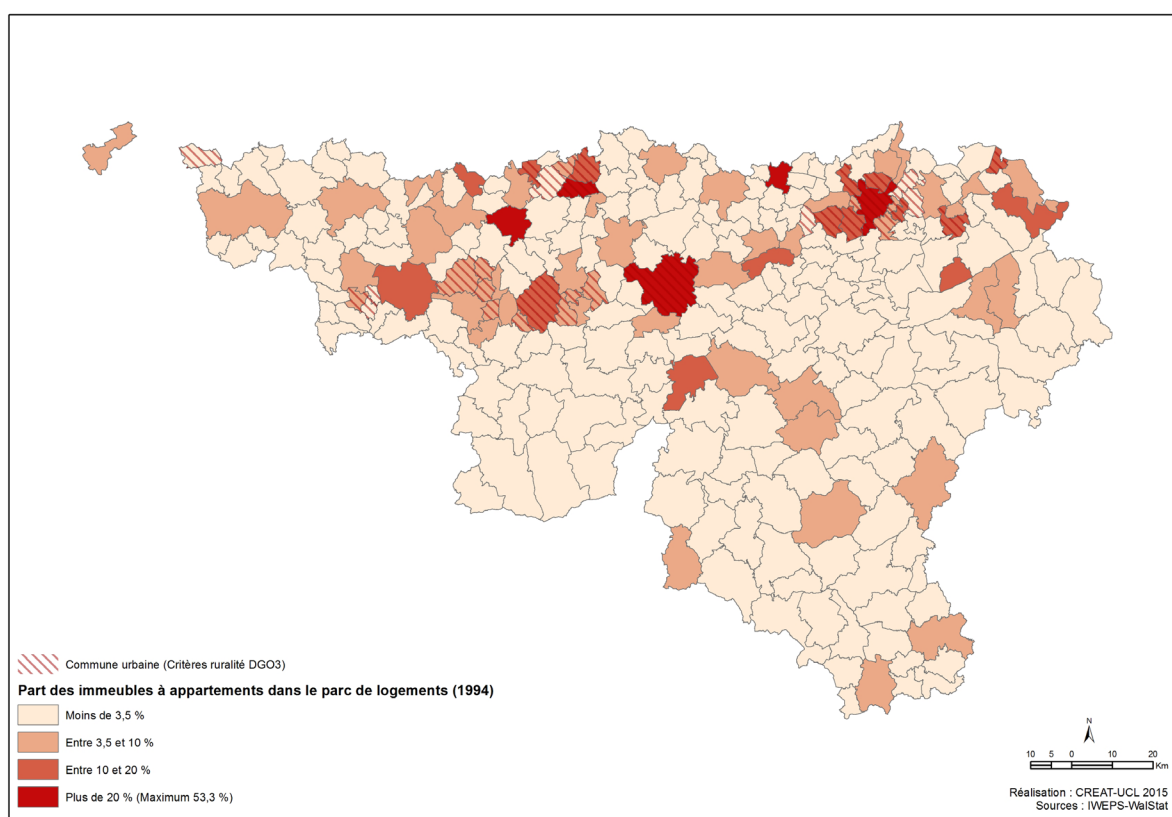 Commune urbaine (Critères ruralité DGO3)
Part des immeubles à appartements dans le parc de logements (1994)
Moins de 3,5 %
Entre 3,5 et 10 %
Entre 10 et 20 %
Plus de 20 % (Maximum 53,3 %)
N
10 5 0 10 20
Km
Réalisation : CREAT-UCL 2015
Sources : IWEPS-WalStat